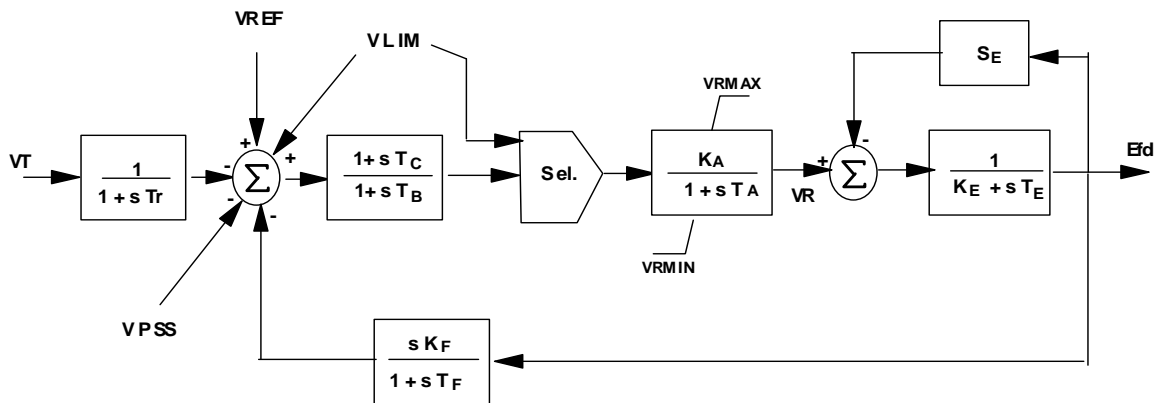 VREF
VLIM
SE
VRMAX
VT
1
1 + s Tr
+
-
-
-
+
+
Σ
1 + s TC
1 + s TB
Sel.
KA
1 + s TA
VR
+
-
Σ
1
KE + s TE
Efd
VRMIN
VPSS
s KF
1 + s TF